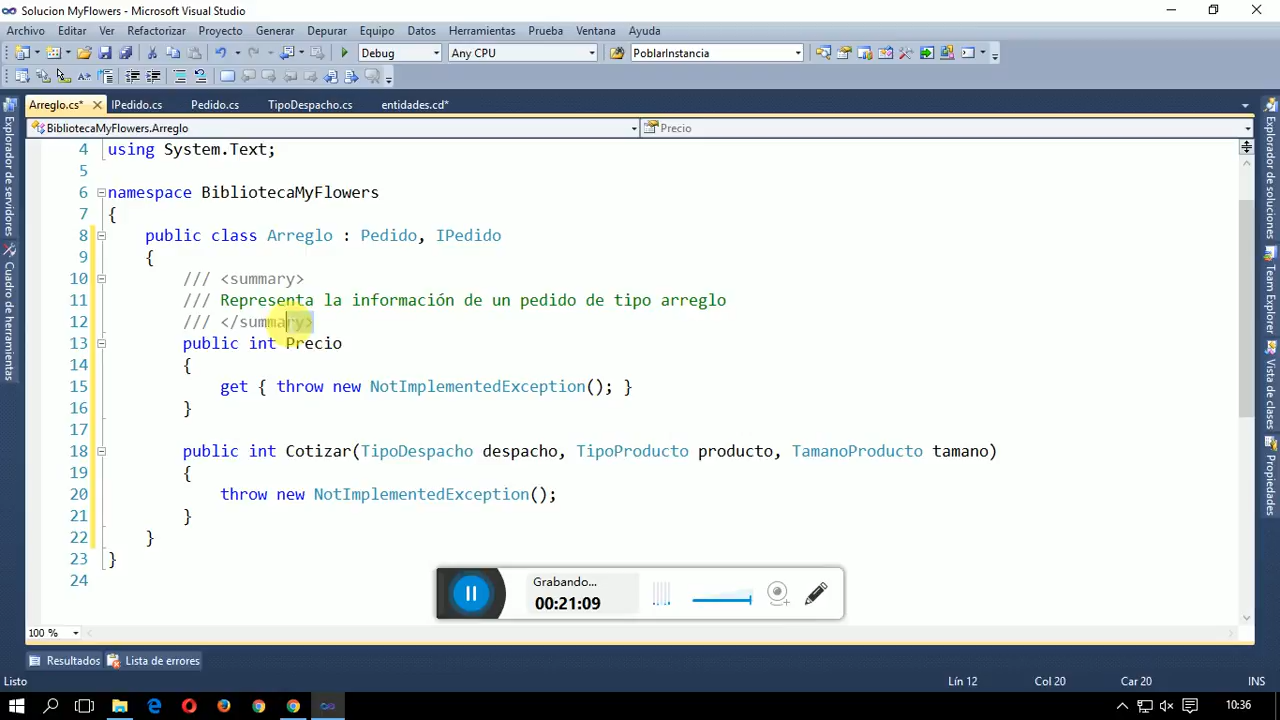 Solucion MyFlowers - Microsoft Visual Studio
Archivo Editar Ver Refactorizar Proyecto Generar Depurar Equipo Datos Herramientas Prueba Ventana Ayuda
Debug Any CPU PoblarInstancia
Arreglo.cs* IPedido.cs Pedido.cs TipoDespacho.cs entidades.cd*
BibliotecaMyFlowers.Arreglo Precio
4 using System.Text;
5
6 namespace BibliotecaMyFlowers
7 {
8 public class Arreglo : Pedido, IPedido
9 {
10 /// <summary>
11 /// Representa la información de un pedido de tipo arreglo
12 /// </summary>
13 public int Precio
14 {
15 get { throw new NotImplementedException(); }
16 }
17
18 public int Cotizar(TipoDespacho despacho, TipoProducto producto, TamanoProducto tamano)
19 {
20 throw new NotImplementedException();
21 }
22 }
23 }
24
Explorador de servidores
Cuadro de herramientas
Explorador de soluciones
Team Explorer
Vista de clases
Propiedades
Grabando...
00:21:09
100 %
Resultados Lista de errores
Listo Lín 12 Col 20 Car 20 INS
10:36